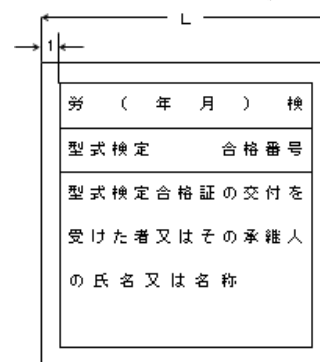 L
1
労（年月）検
型式検定 合格番号
型式検定合格証の交付を
受けた者又はその承継人
の氏名又は名称